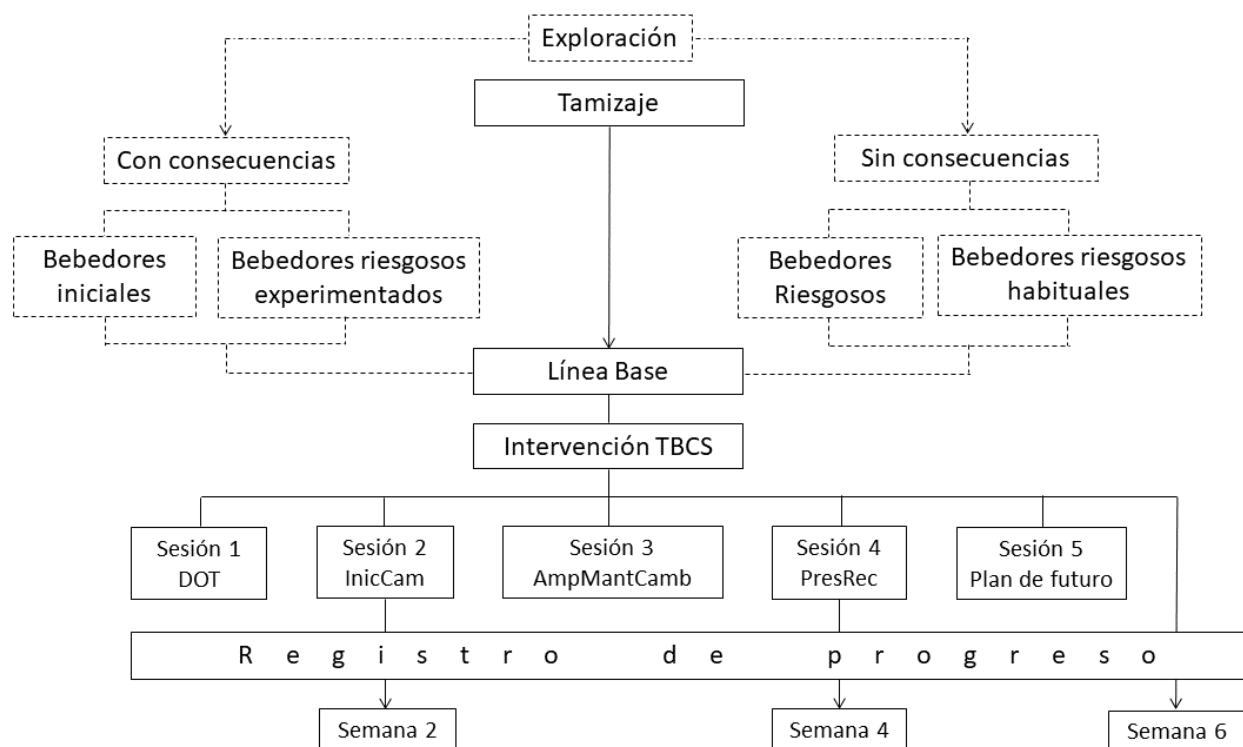 Exploración
Tamizaje
Con consecuencias
Sin consecuencias
Bebedores
iniciales
Bebedores riesgosos
experimentados
Bebedores
Riesgosos
Bebedores riesgosos
habituales
Línea Base
Intervención TBCS
Sesión 1
DOT
Sesión 2
InicCam
Sesión 3
AmpMantCamb
Sesión 4
PresRec
Sesión 5
Plan de futuro
R e g i s t r o d e p r o g r e s o
Semana 2
Semana 4
Semana 6